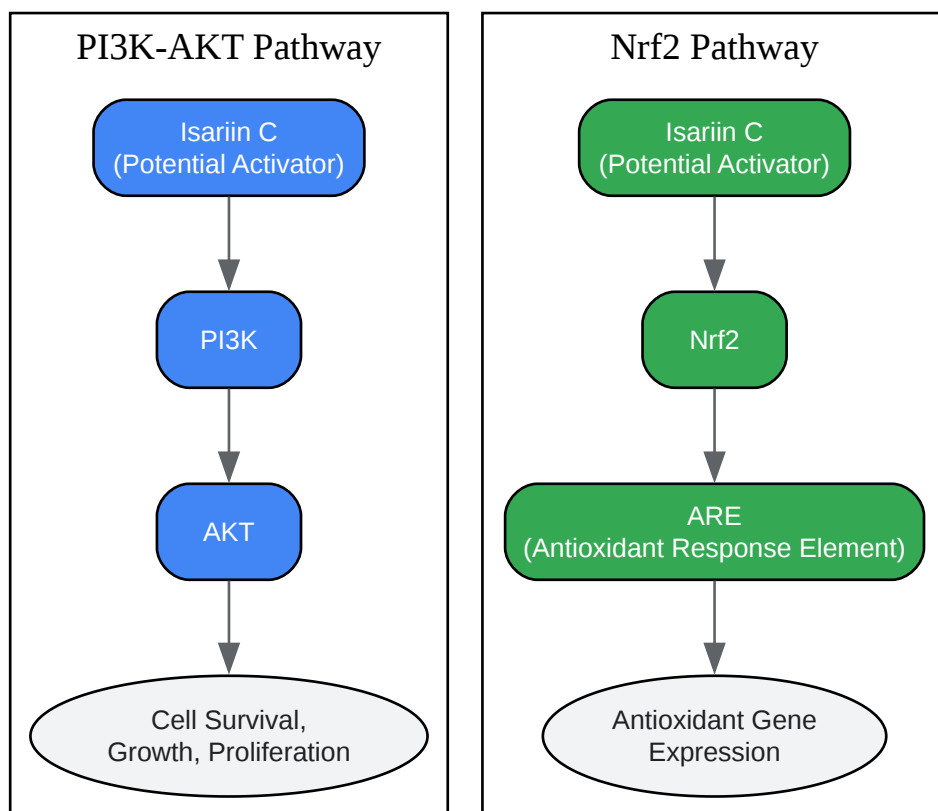 PI3K-AKT Pathway
Isariin C
(Potential Activator)
PI3K
AKT
Cell Survival,
Growth, Proliferation
Nrf2 Pathway
Isariin C
(Potential Activator)
Nrf2
ARE
(Antioxidant Response Element)
Antioxidant Gene
Expression